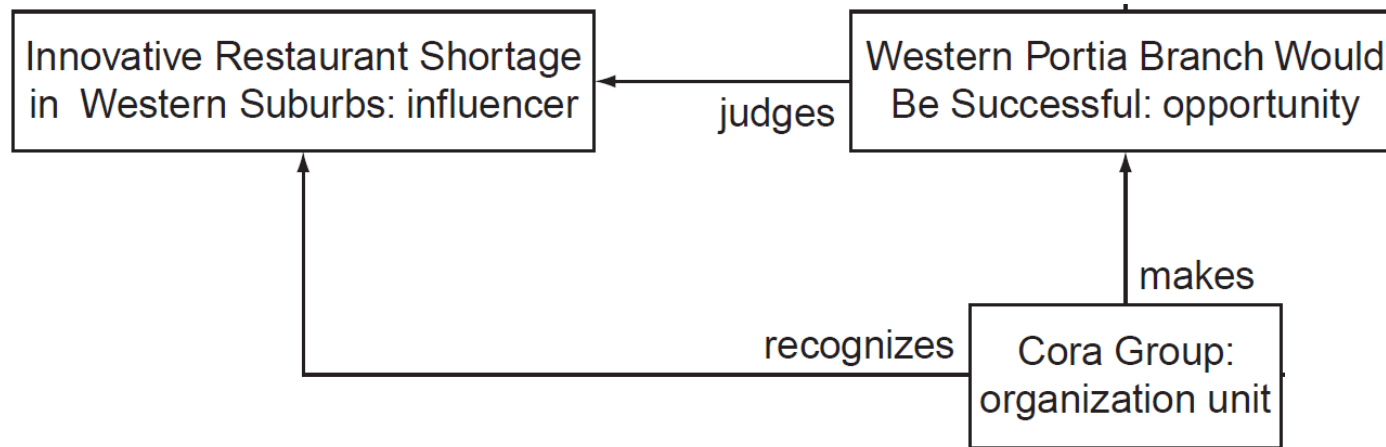 Innovative Restaurant Shortage
in Western Suburbs: influencer
judges
Western Portia Branch Would
Be Successful: opportunity
makes
recognizes
Cora Group:
organization unit